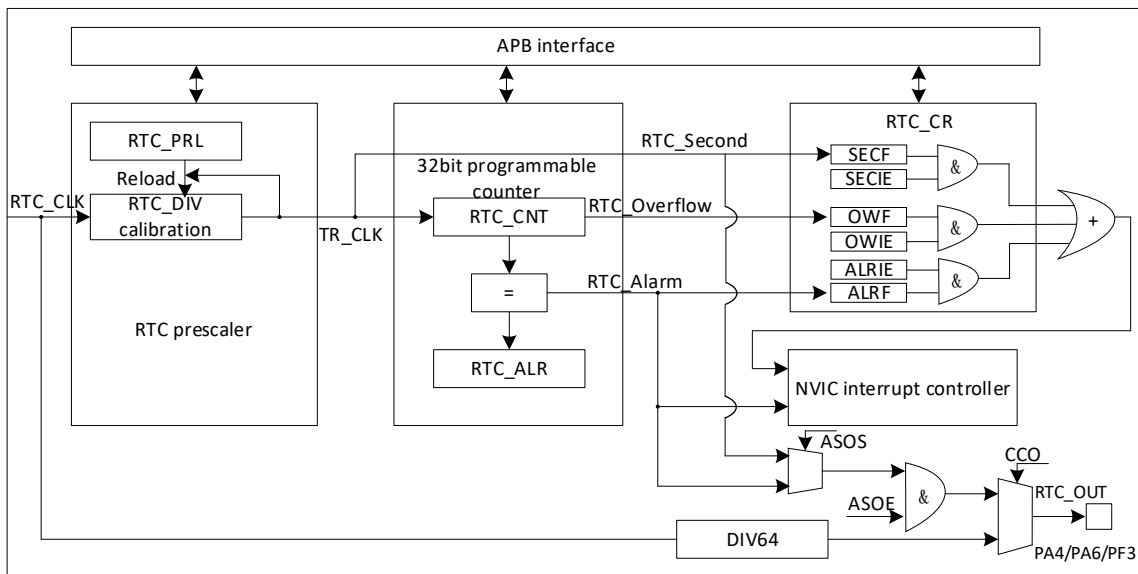 APB interface
RTC_PRL
Reload
RTC_CLK
RTC_DIV
calibration
TR_CLK
RTC prescaler
32bit programmable
counter
RTC_CNT
=
RTC_ALR
RTC_Second
RTC_Overflow
RTC_Alarm
RTC_CR
SECF
SECIE
&
OWF
OWIE
&
ALRIE
ALRF
&
+
NVIC interrupt controller
ASOS
ASOE
&
CCO
RTC_OUT
DIV64
PA4/PA6/PF3